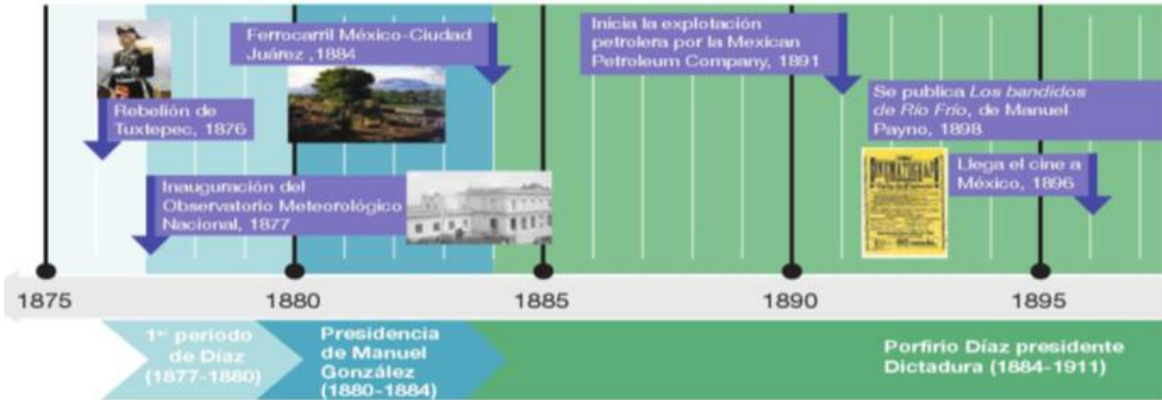 Ferrocarril México-Ciudad
Juárez ,1884
Inicia la explotación
petrolera por la Mexican
Petroleum Company, 1891
Rebelión de
Tuxtepec, 1876
Se publica Los bandidos
de Río Frío, de Manuel
Payno, 1898
Inauguración del
Observatorio Meteorológico
Nacional, 1877
Llega el cine a
México, 1896
CINEMATOGRAFO
1875
1880
1885
1890
1895
1er periodo
de Díaz
(1877-1880)
Presidencia
de Manuel
González
(1880-1884)
Porfirio Díaz presidente
Dictadura (1884-1911)